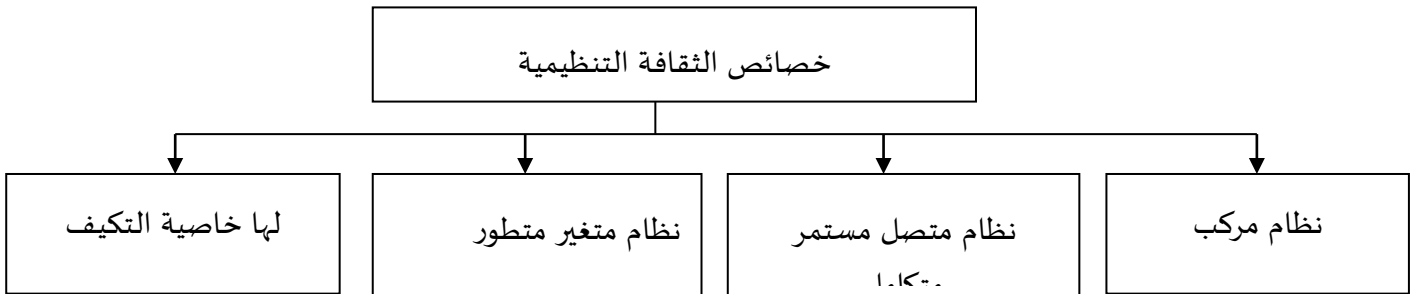 خصائص الثقافة التنظيمية
نظام مركب
نظام متصل مستمر
نظام متغير متطور
لها خاصية التكيف